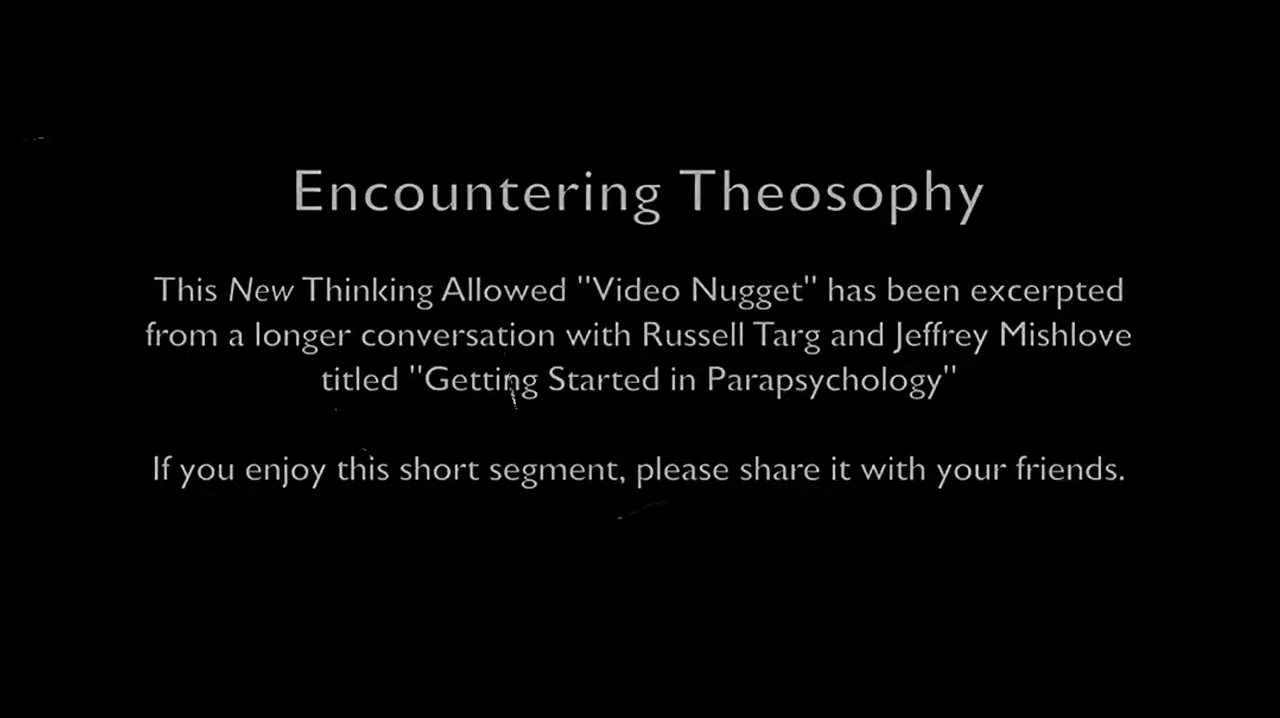 Encountering Theosophy
This New Thinking Allowed "Video Nugget" has been excerpted
from a longer conversation with Russell Targ and Jeffrey Mishlove
titled "Getting Started in Parapsychology"
If you enjoy this short segment, please share it with your friends.